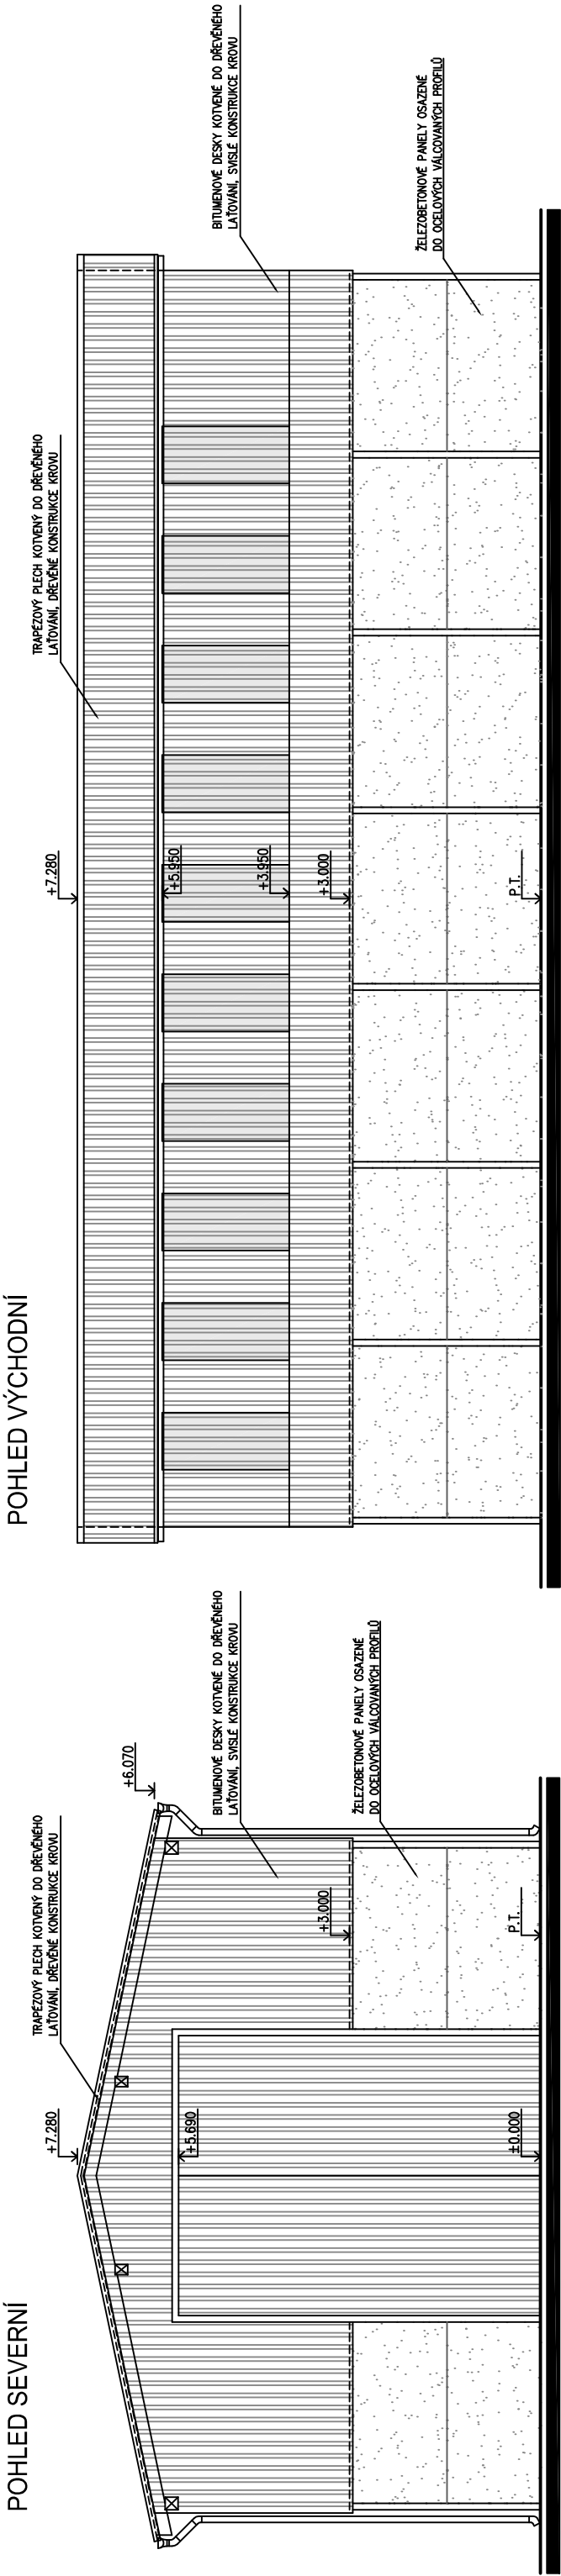 POHLED SEVERNÍ
TRAPÉZOVÝ PLECH KOTVENÝ DO DŘEVĚNÉHO
LAŤOVÁNÍ, DŘEVĚNÉ KONSTRUKCE KROVU
+7.280
+6.070
+5.690
BITUMENOVÉ DESKY KOTVENÉ DO DŘEVĚNÉHO
LAŤOVÁNÍ, SVISLÉ KONSTRUKCE KROVU
+3.000
ŽELEZOBETONOVÉ PANELY OSAZENÉ
DO OCELOVÝCH VÁLCOVANÝCH PROFILŮ
±0.000
P.T.
POHLED VÝCHODNÍ
TRAPÉZOVÝ PLECH KOTVENÝ DO DŘEVĚNÉHO
LAŤOVÁNÍ, DŘEVĚNÉ KONSTRUKCE KROVU
+7.280
+5.950
BITUMENOVÉ DESKY KOTVENÉ DO DŘEVĚNÉHO
LAŤOVÁNÍ, SVISLÉ KONSTRUKCE KROVU
+3.950
+3.000
ŽELEZOBETONOVÉ PANELY OSAZENÉ
DO OCELOVÝCH VÁLCOVANÝCH PROFILŮ
P.T.